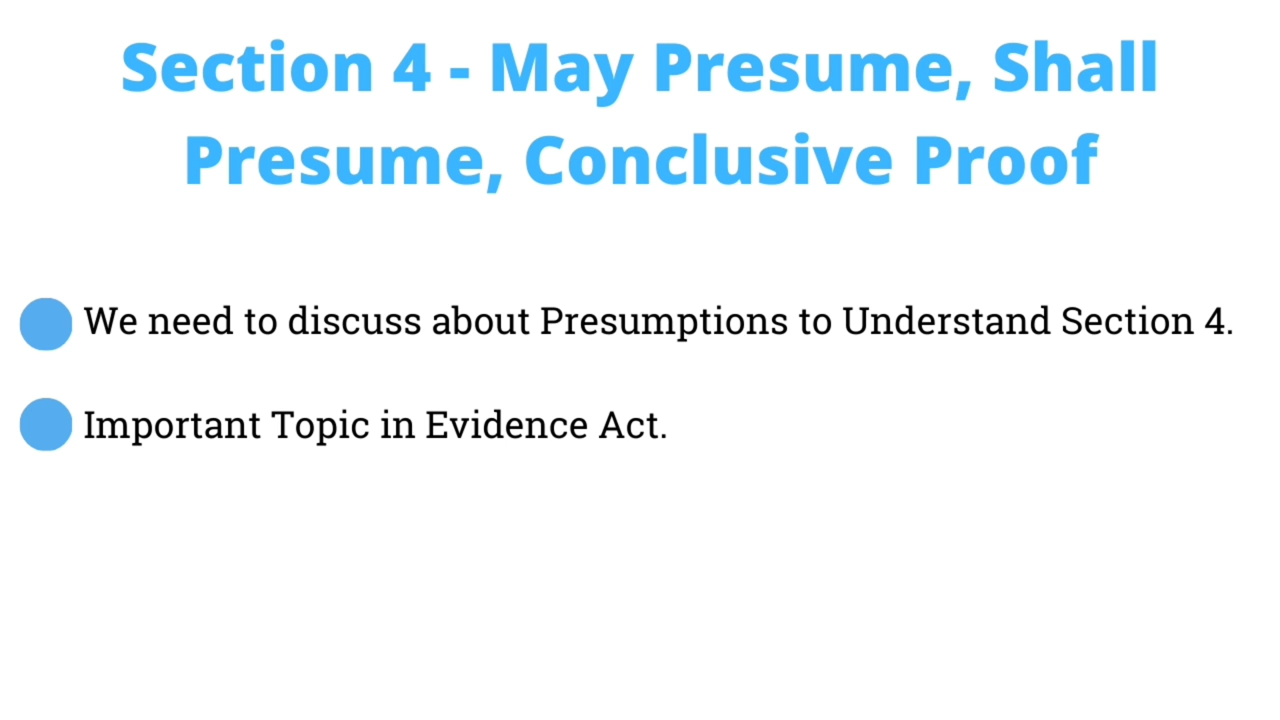 Section 4 - May Presume, Shall
Presume, Conclusive Proof
We need to discuss about Presumptions to Understand Section 4.
Important Topic in Evidence Act.